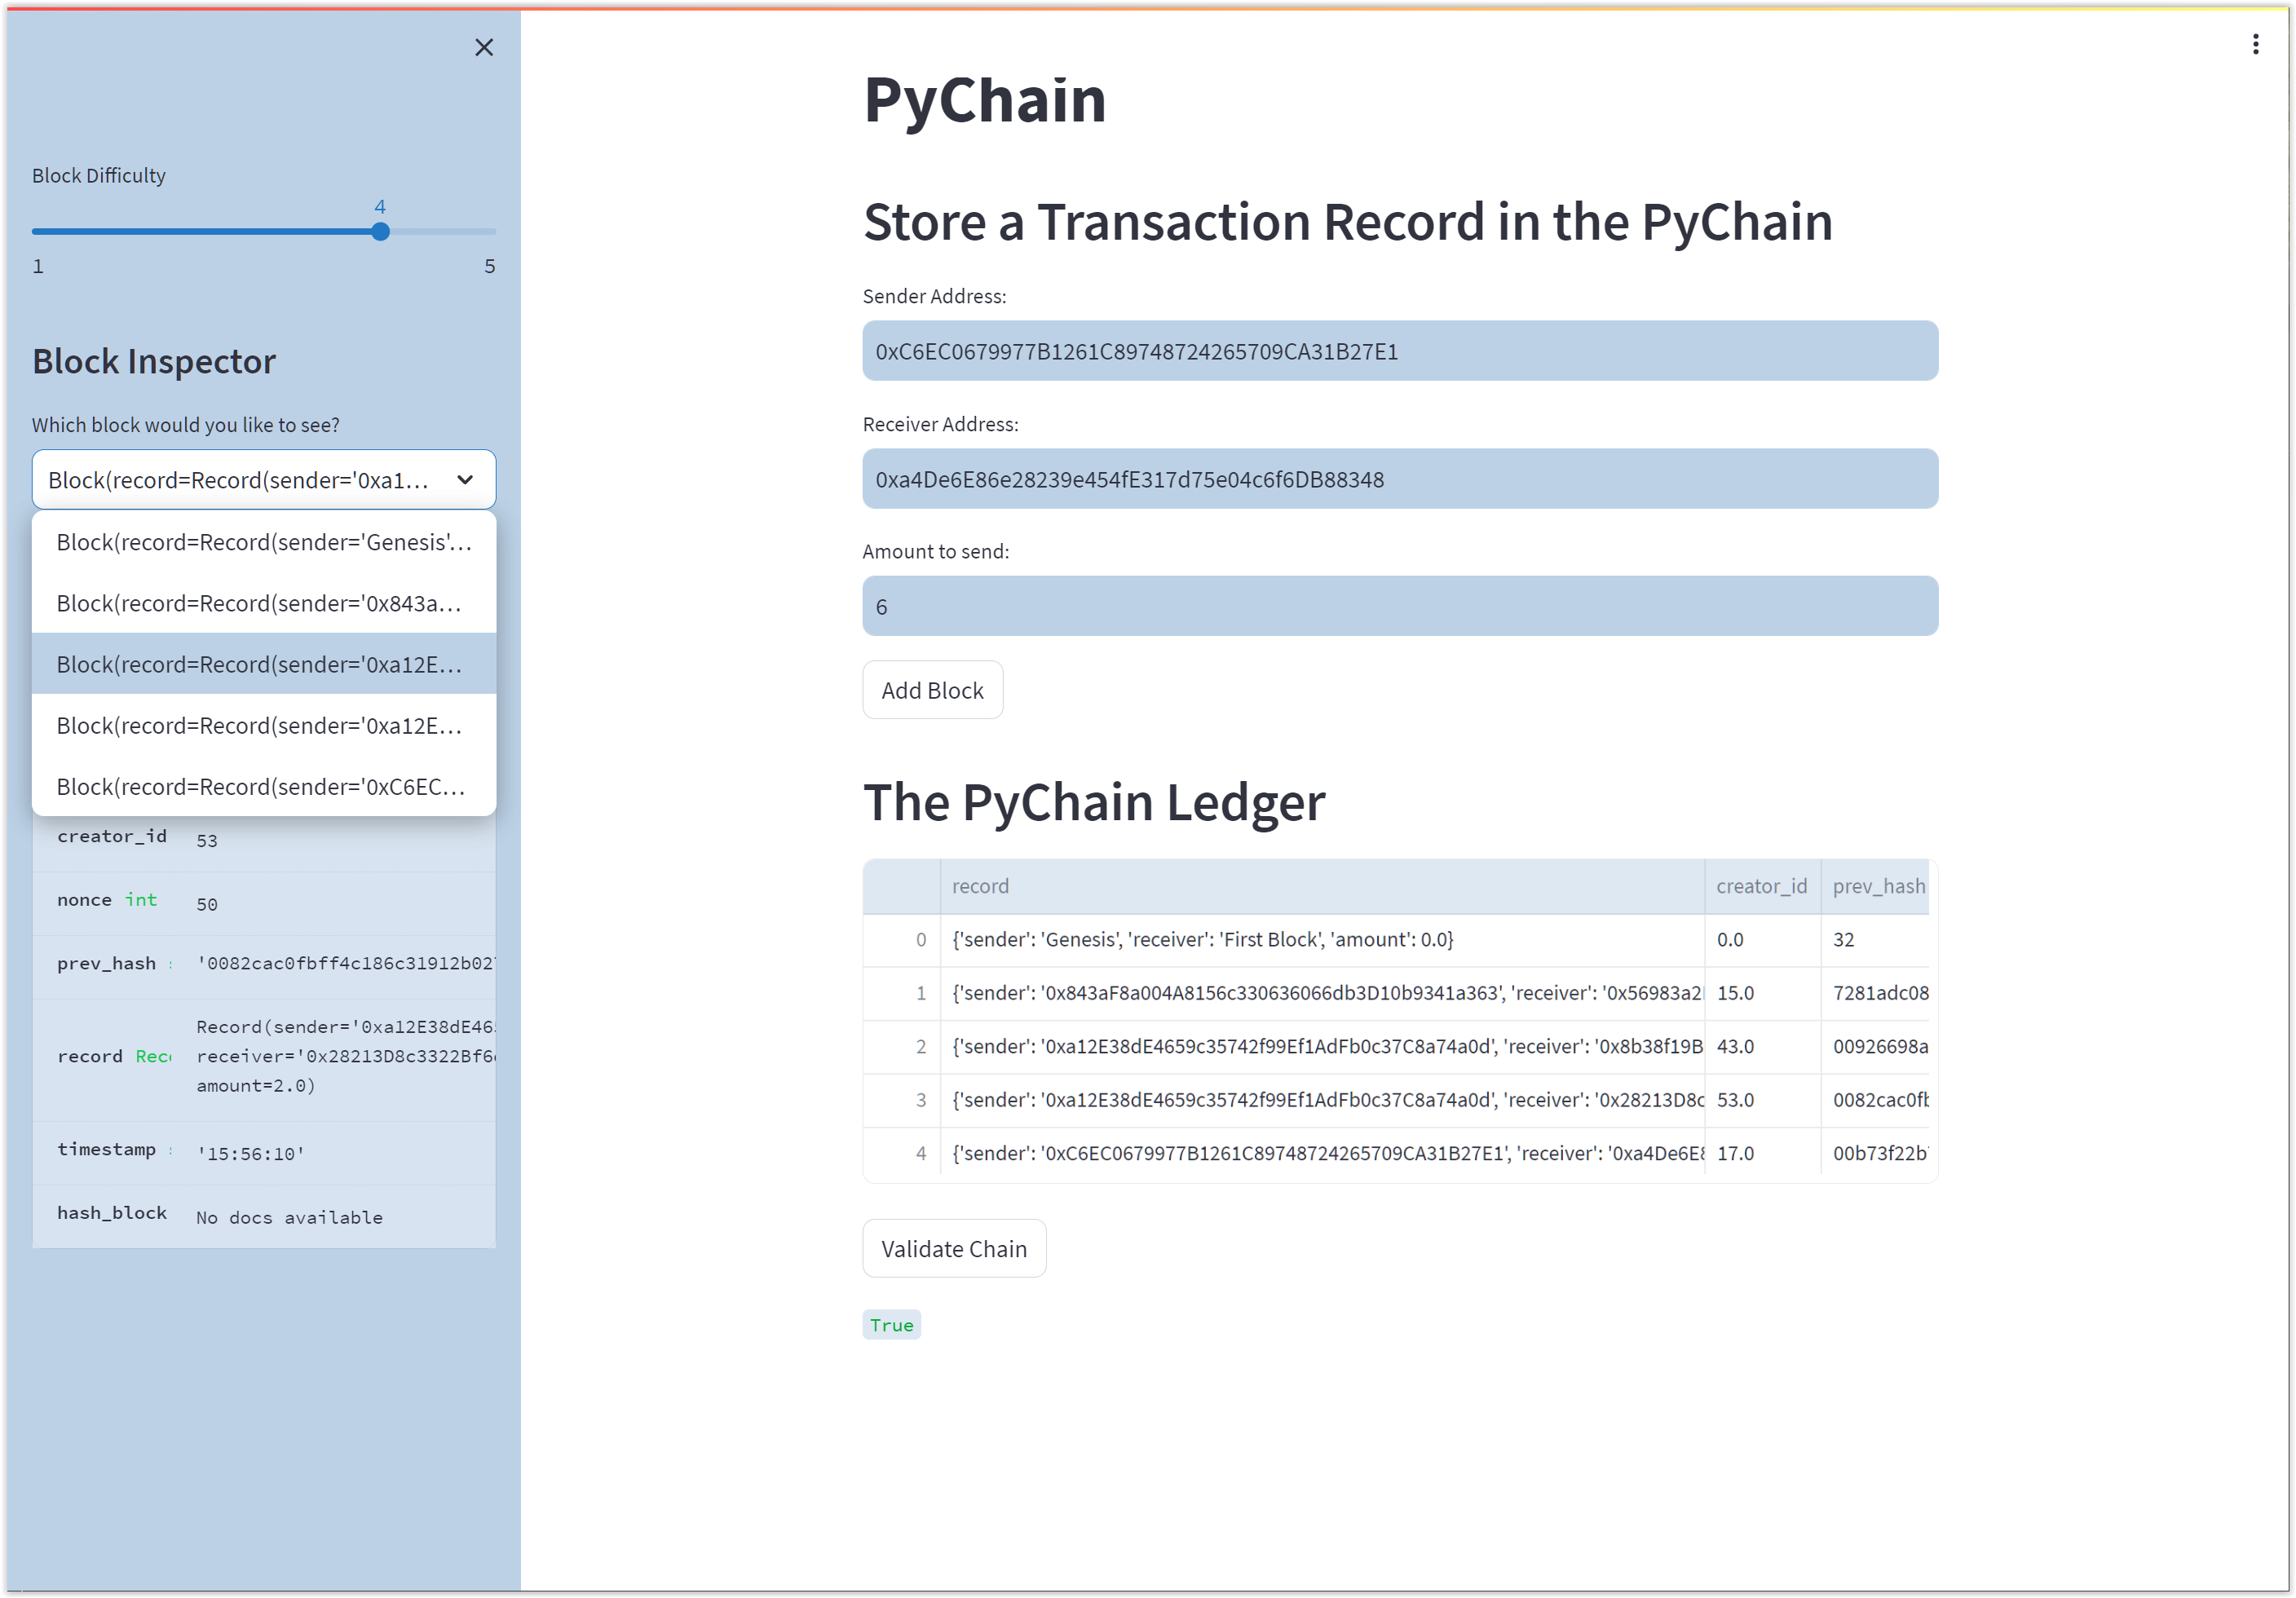 Block Difficulty
4
1 5
Block Inspector
Which block would you like to see?
Block(record=Record(sender='0xa1…
Block(record=Record(sender='Genesis'…
Block(record=Record(sender='0x843a…
Block(record=Record(sender='0xa12E…
Block(record=Record(sender='0xa12E…
Block(record=Record(sender='0xC6EC…
creator_id 53
nonce int 50
prev_hash '0082cac0fbff4c186c31912b02
record Rec Record(sender='0xa12E38dE46
receiver='0x28213D8c3322Bf6
amount=2.0)
timestamp '15:56:10'
hash_block No docs available
PyChain
Store a Transaction Record in the PyChain
Sender Address:
0xC6EC0679977B1261C89748724265709CA31B27E1
Receiver Address:
0xa4De6E86e28239e454fE317d75e04c6f6DB88348
Amount to send:
6
Add Block
The PyChain Ledger
record creator_id prev_hash
0 {'sender': 'Genesis', 'receiver': 'First Block', 'amount': 0.0} 0.0 32
1 {'sender': '0x843aF8a004A8156c330636066db3D10b9341a363', 'receiver': '0x56983a2 15.0 7281adc08
2 {'sender': '0xa12E38dE4659c35742f99Ef1AdFb0c37C8a74a0d', 'receiver': '0x8b38f19B 43.0 00926698a
3 {'sender': '0xa12E38dE4659c35742f99Ef1AdFb0c37C8a74a0d', 'receiver': '0x28213D8c 53.0 0082cac0fb
4 {'sender': '0xC6EC0679977B1261C89748724265709CA31B27E1', 'receiver': '0xa4De6E8 17.0 00b73f22b
Validate Chain
True